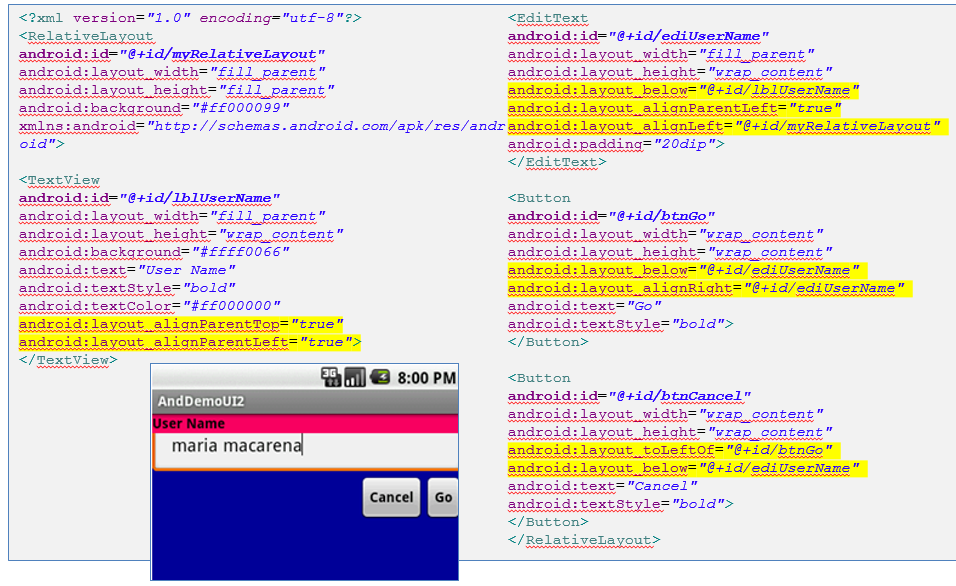 <?xml version="1.0" encoding="utf-8"?>
<RelativeLayout
android:id="@+id/myRelativeLayout"
android:layout_width="fill_parent"
android:layout_height="fill_parent"
android:background="#ff000099"
xmlns:android="http://schemas.android.com/apk/res/andr
oid">
<TextView
android:id="@+id/lblUserName"
android:layout_width="fill_parent"
android:layout_height="wrap_content"
android:background="#ffff0066"
android:text="User Name"
android:textStyle="bold"
android:textColor="#ff000000"
android:layout_alignParentTop="true"
android:layout_alignParentLeft="true">
</TextView>
<EditText
android:id="@+id/ediUserName"
android:layout_width="fill_parent"
android:layout_height="wrap_content"
android:layout_below="@+id/lblUserName"
android:layout_alignParentLeft="true"
android:layout_alignLeft="@+id/myRelativeLayout"
android:padding="20dip">
</EditText>
<Button
android:id="@+id/btnGo"
android:layout_width="wrap_content"
android:layout_height="wrap_content
android:layout_below="@+id/ediUserName"
android:layout_alignRight="@+id/ediUserName"
android:text="Go"
android:textStyle="bold">
</Button>
<Button
android:id="@+id/btnCancel"
android:layout_width="wrap_content"
android:layout_height="wrap_content"
android:layout_toLeftOf="@+id/btnGo"
android:layout_below="@+id/ediUserName"
android:text="Cancel"
android:textStyle="bold">
</Button>
</RelativeLayout>
3G 8:00 PM
AndDemoUI2
User Name
maria macarena
Cancel Go